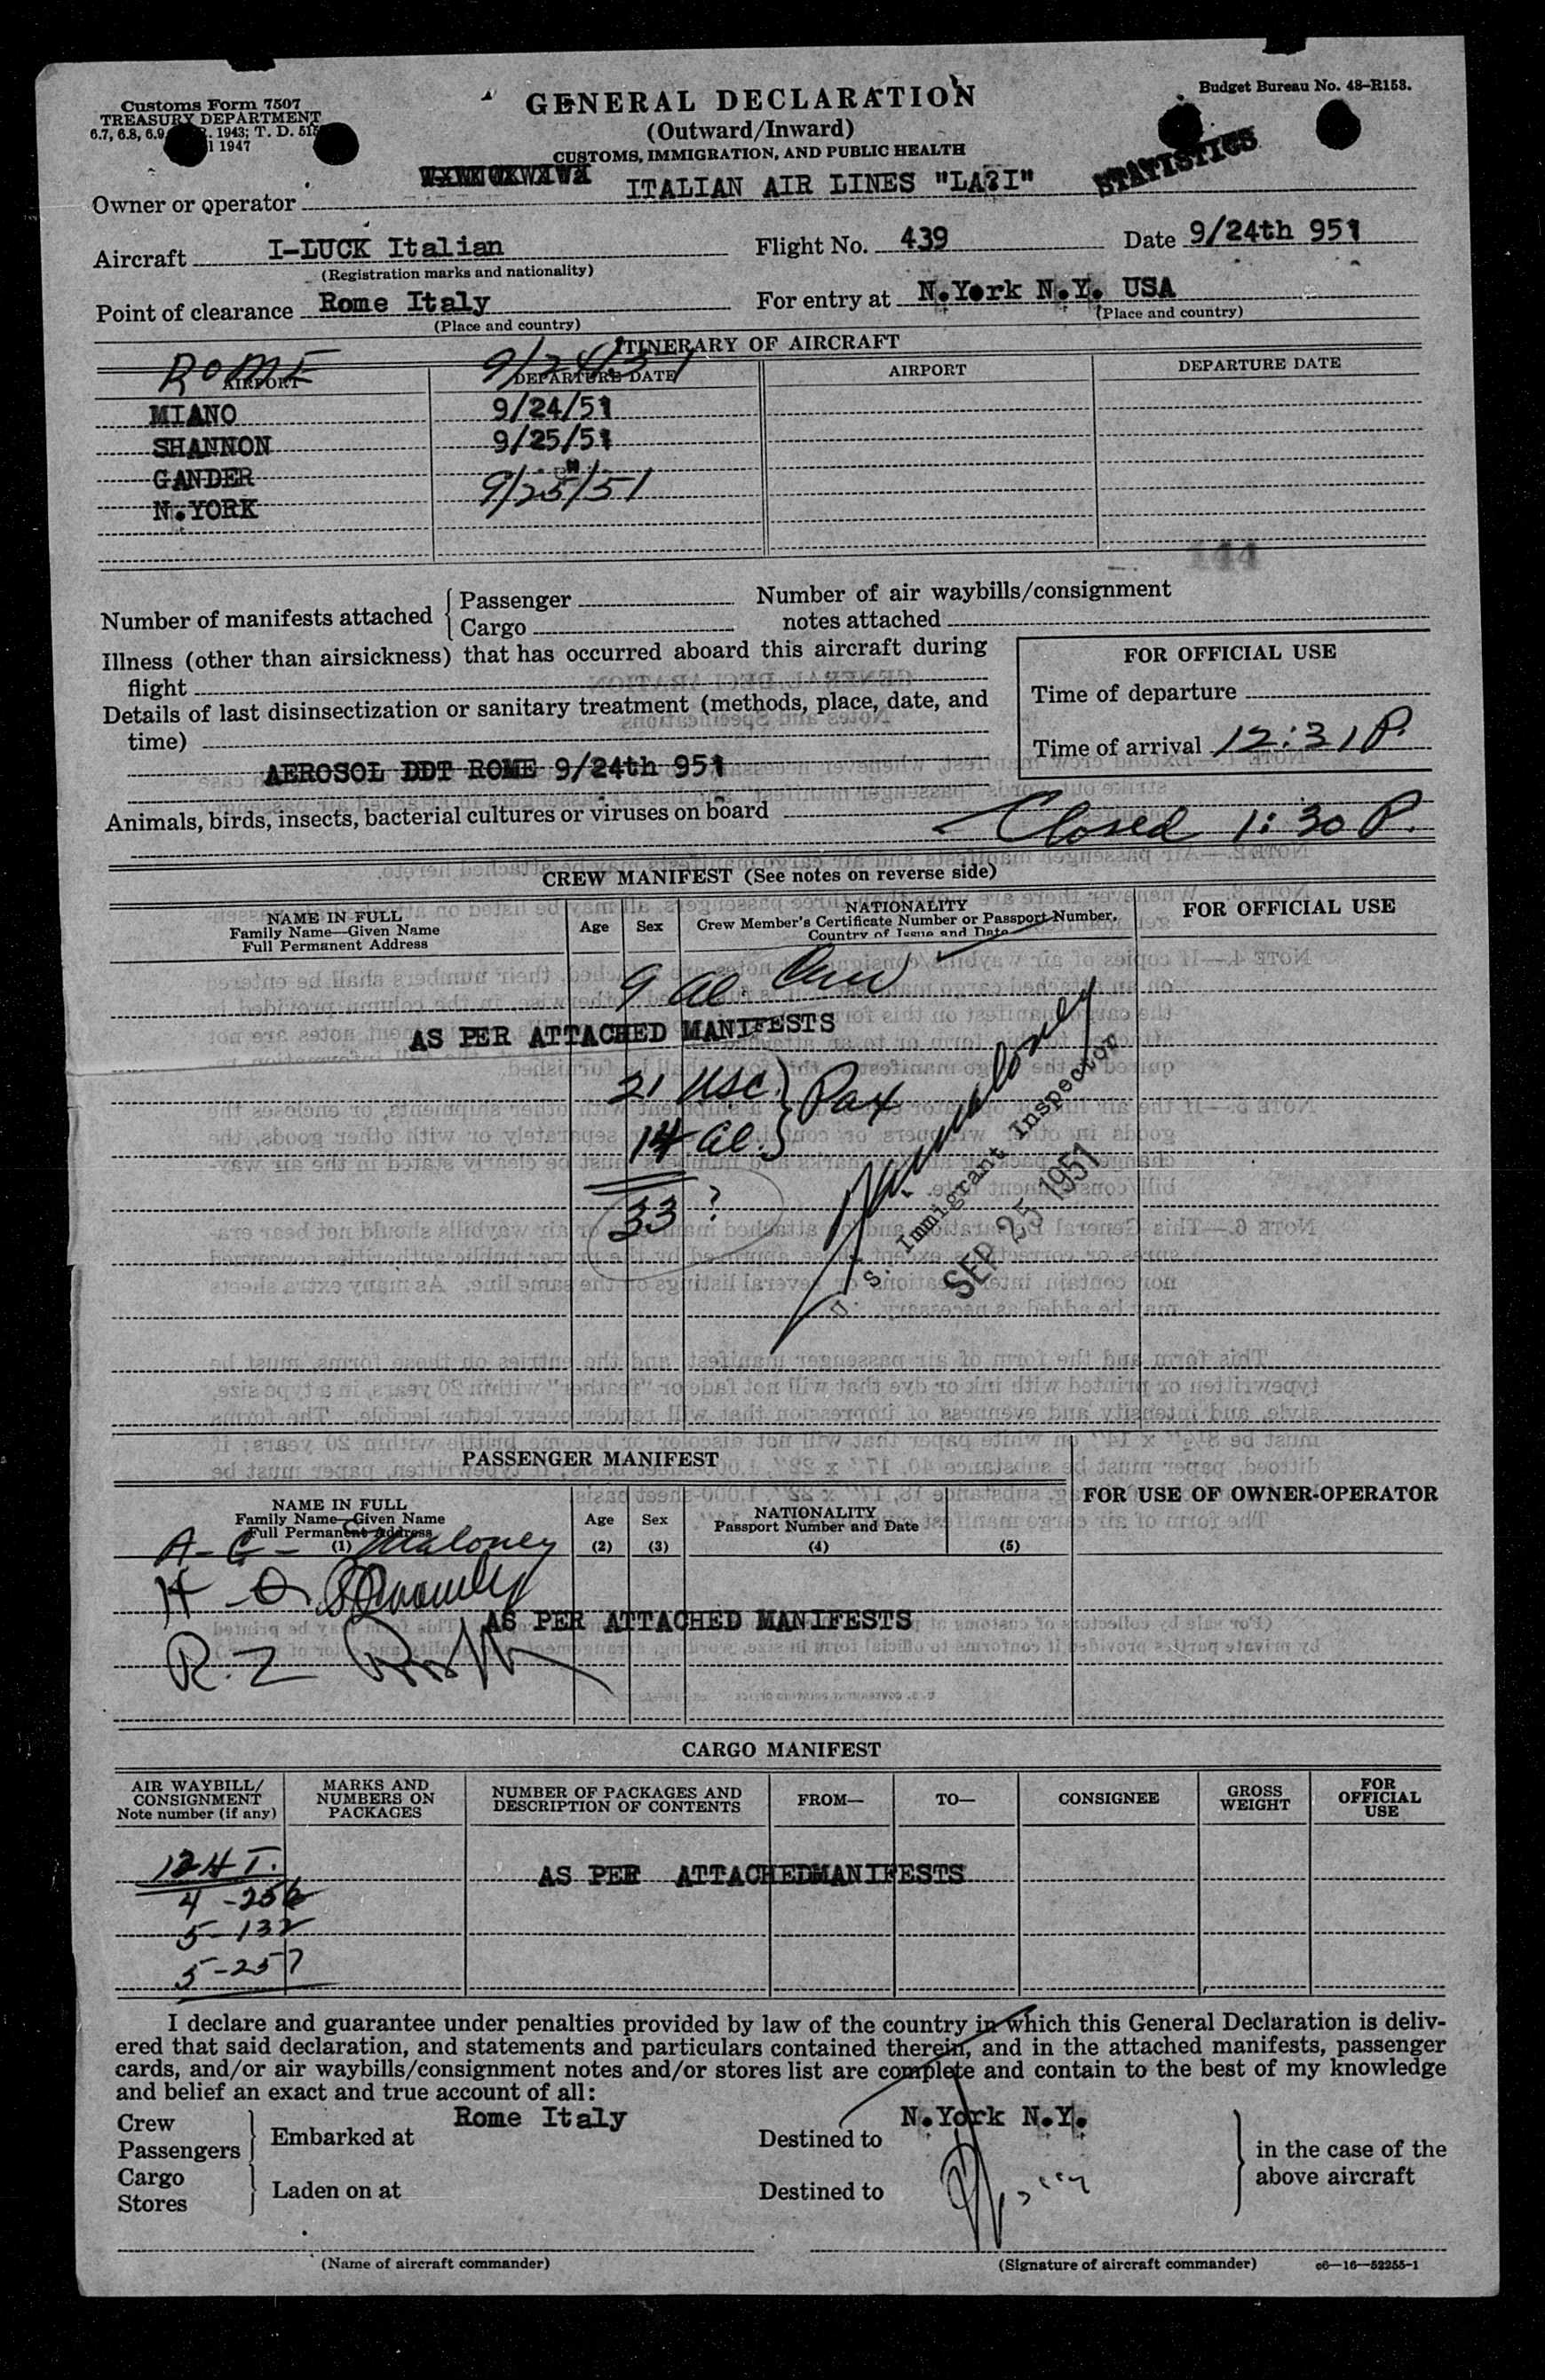 Customs Form 7507
TREASURY DEPARTMENT
6.7, 6.8, 6.9, 1943; T. D. 515
1947
Budget Bureau No. 48-R153.
GENERAL DECLARATION
(Outward/Inward)
CUSTOMS, IMMIGRATION, AND PUBLIC HEALTH
STATISTICS
Owner or operator ITALIAN AIR LINES "LA?I"
Aircraft I-LUCK Italian Flight No. 439 Date 9/24th 951
(Registration marks and nationality)
Point of clearance Rome Italy For entry at N.York N.Y. USA
(Place and country) (Place and country)
ITINERARY OF AIRCRAFT
ROME
AIRPORT DEPARTURE DATE AIRPORT DEPARTURE DATE
MIANO 9/24/51
SHANNON 9/25/51
GANDER 9/25/51
N.YORK
144
Number of manifests attached { Passenger Number of air waybills/consignment
Cargo notes attached
Illness (other than airsickness) that has occurred aboard this aircraft during
flight
Details of last disinsectization or sanitary treatment (methods, place, date, and
time)
AEROSOL DDT ROME 9/24th 951
FOR OFFICIAL USE
Time of departure
Time of arrival 12:31 P.
Animals, birds, insects, bacterial cultures or viruses on board
Closed 1:30 P.
CREW MANIFEST (See notes on reverse side)
NAME IN FULL
Family Name—Given Name
Full Permanent Address
Age
Sex
NATIONALITY
Crew Member's Certificate Number or Passport Number,
Country of Issue and Date
FOR OFFICIAL USE
9 al. Crew
AS PER ATTACHED MANIFESTS
21 USC } Pax
14 al. }
33 ?
U. S. Immigrant Inspector
SEP 25 1951
PASSENGER MANIFEST
NAME IN FULL
Family Name—Given Name
Full Permanent Address
(1)
Age
(2)
Sex
(3)
NATIONALITY
Passport Number and Date
(4)
(5)
FOR USE OF OWNER-OPERATOR
A- C- Maloney
AS PER ATTACHED MANIFESTS
CARGO MANIFEST
AIR WAYBILL/
CONSIGNMENT
Note number (if any)
MARKS AND
NUMBERS ON
PACKAGES
NUMBER OF PACKAGES AND
DESCRIPTION OF CONTENTS
FROM—
TO—
CONSIGNEE
GROSS
WEIGHT
FOR
OFFICIAL
USE
124 T.
AS PER ATTACHEDMANIFESTS
4 -256
5-132
5-257
I declare and guarantee under penalties provided by law of the country in which this General Declaration is deliv-
ered that said declaration, and statements and particulars contained therein, and in the attached manifests, passenger
cards, and/or air waybills/consignment notes and/or stores list are complete and contain to the best of my knowledge
and belief an exact and true account of all:
Crew
Passengers } Embarked at Rome Italy Destined to N.York N.Y.
Cargo
Stores } Laden on at Destined to
} in the case of the
above aircraft
(Name of aircraft commander) (Signature of aircraft commander) c6—16—52255-1